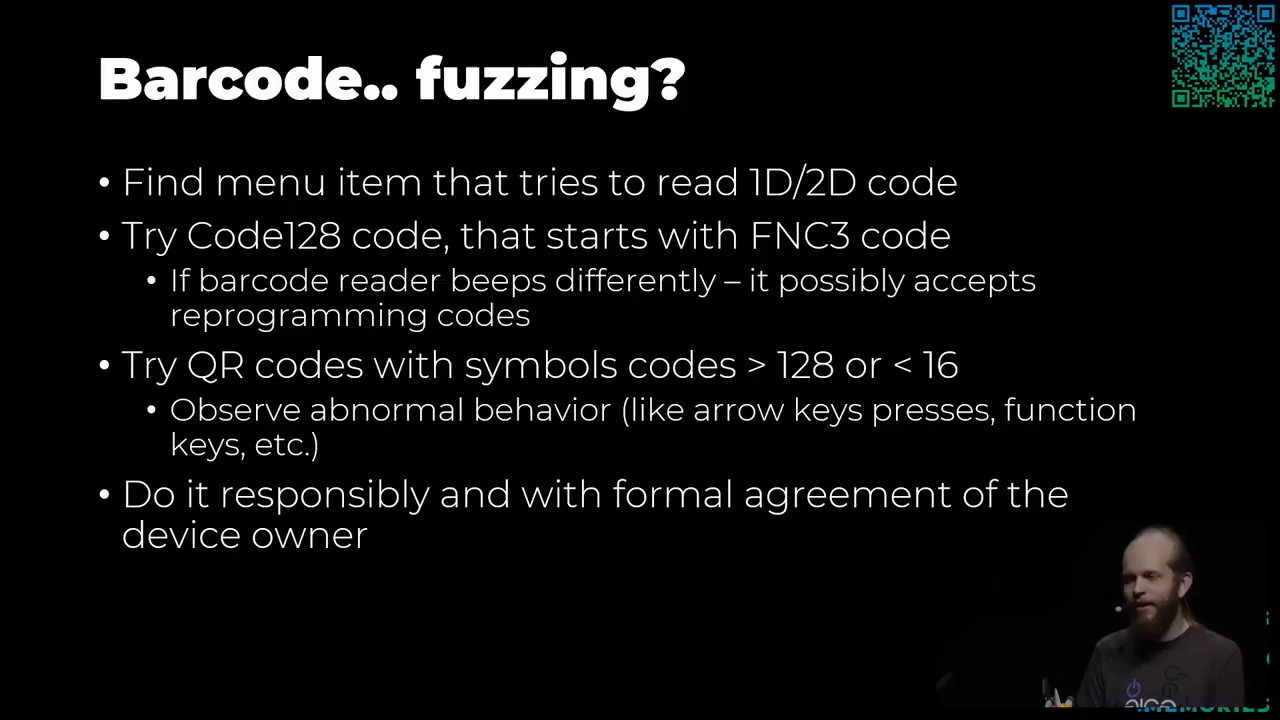 Barcode.. fuzzing?
• Find menu item that tries to read 1D/2D code
• Try Code128 code, that starts with FNC3 code
• If barcode reader beeps differently – it possibly accepts
reprogramming codes
• Try QR codes with symbols codes > 128 or < 16
• Observe abnormal behavior (like arrow keys presses, function
keys, etc.)
• Do it responsibly and with formal agreement of the
device owner